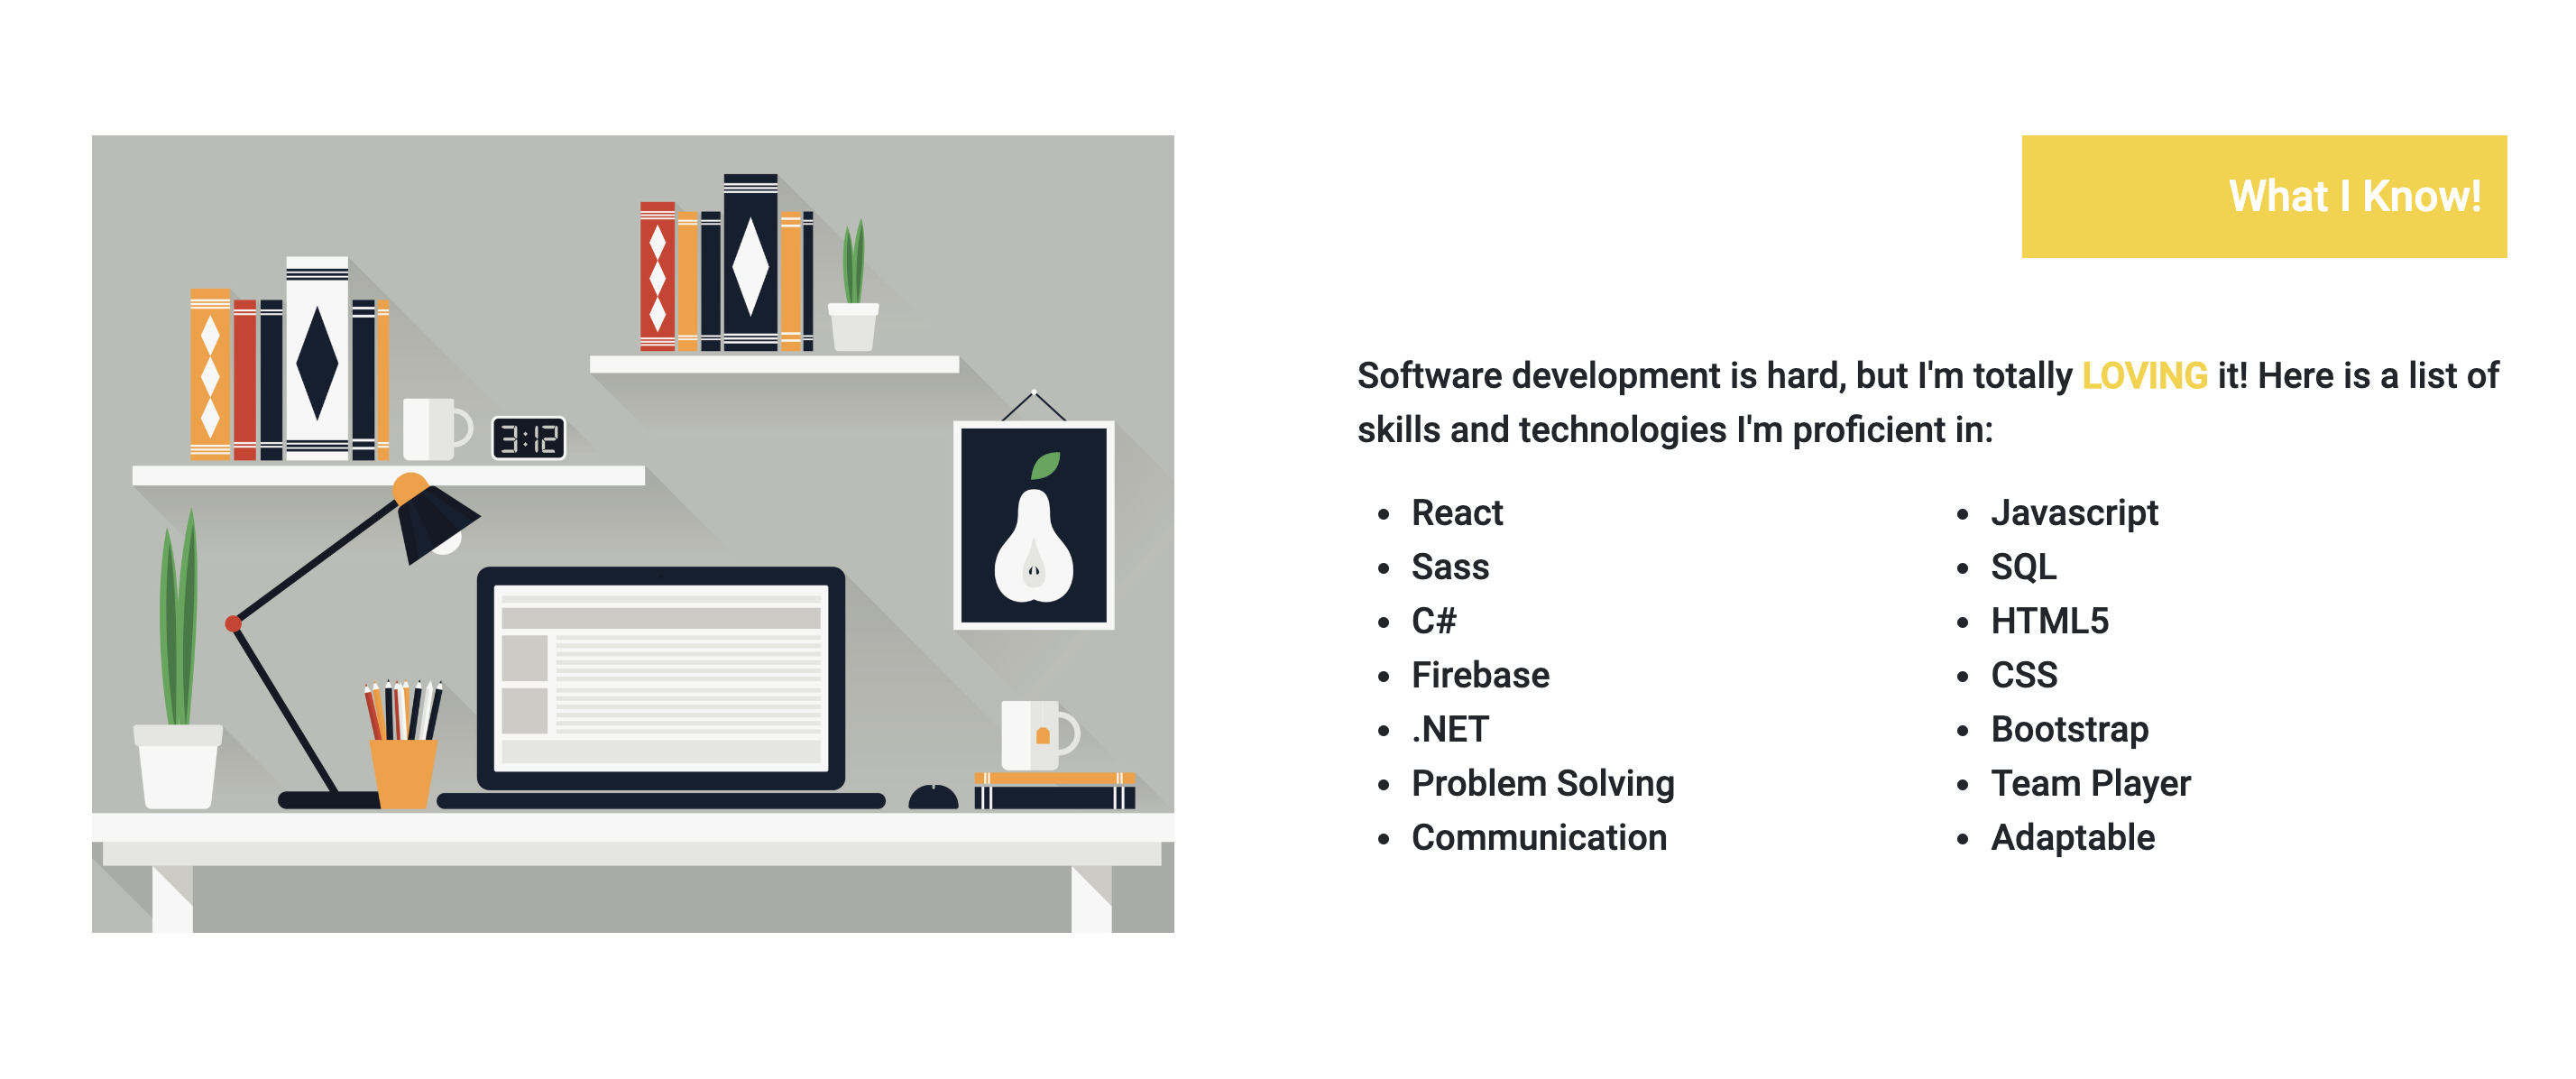 3:12
What I Know!
Software development is hard, but I'm totally LOVING it! Here is a list of
skills and technologies I'm proficient in:
React
Sass
C#
Firebase
.NET
Problem Solving
Communication
Javascript
SQL
HTML5
CSS
Bootstrap
Team Player
Adaptable